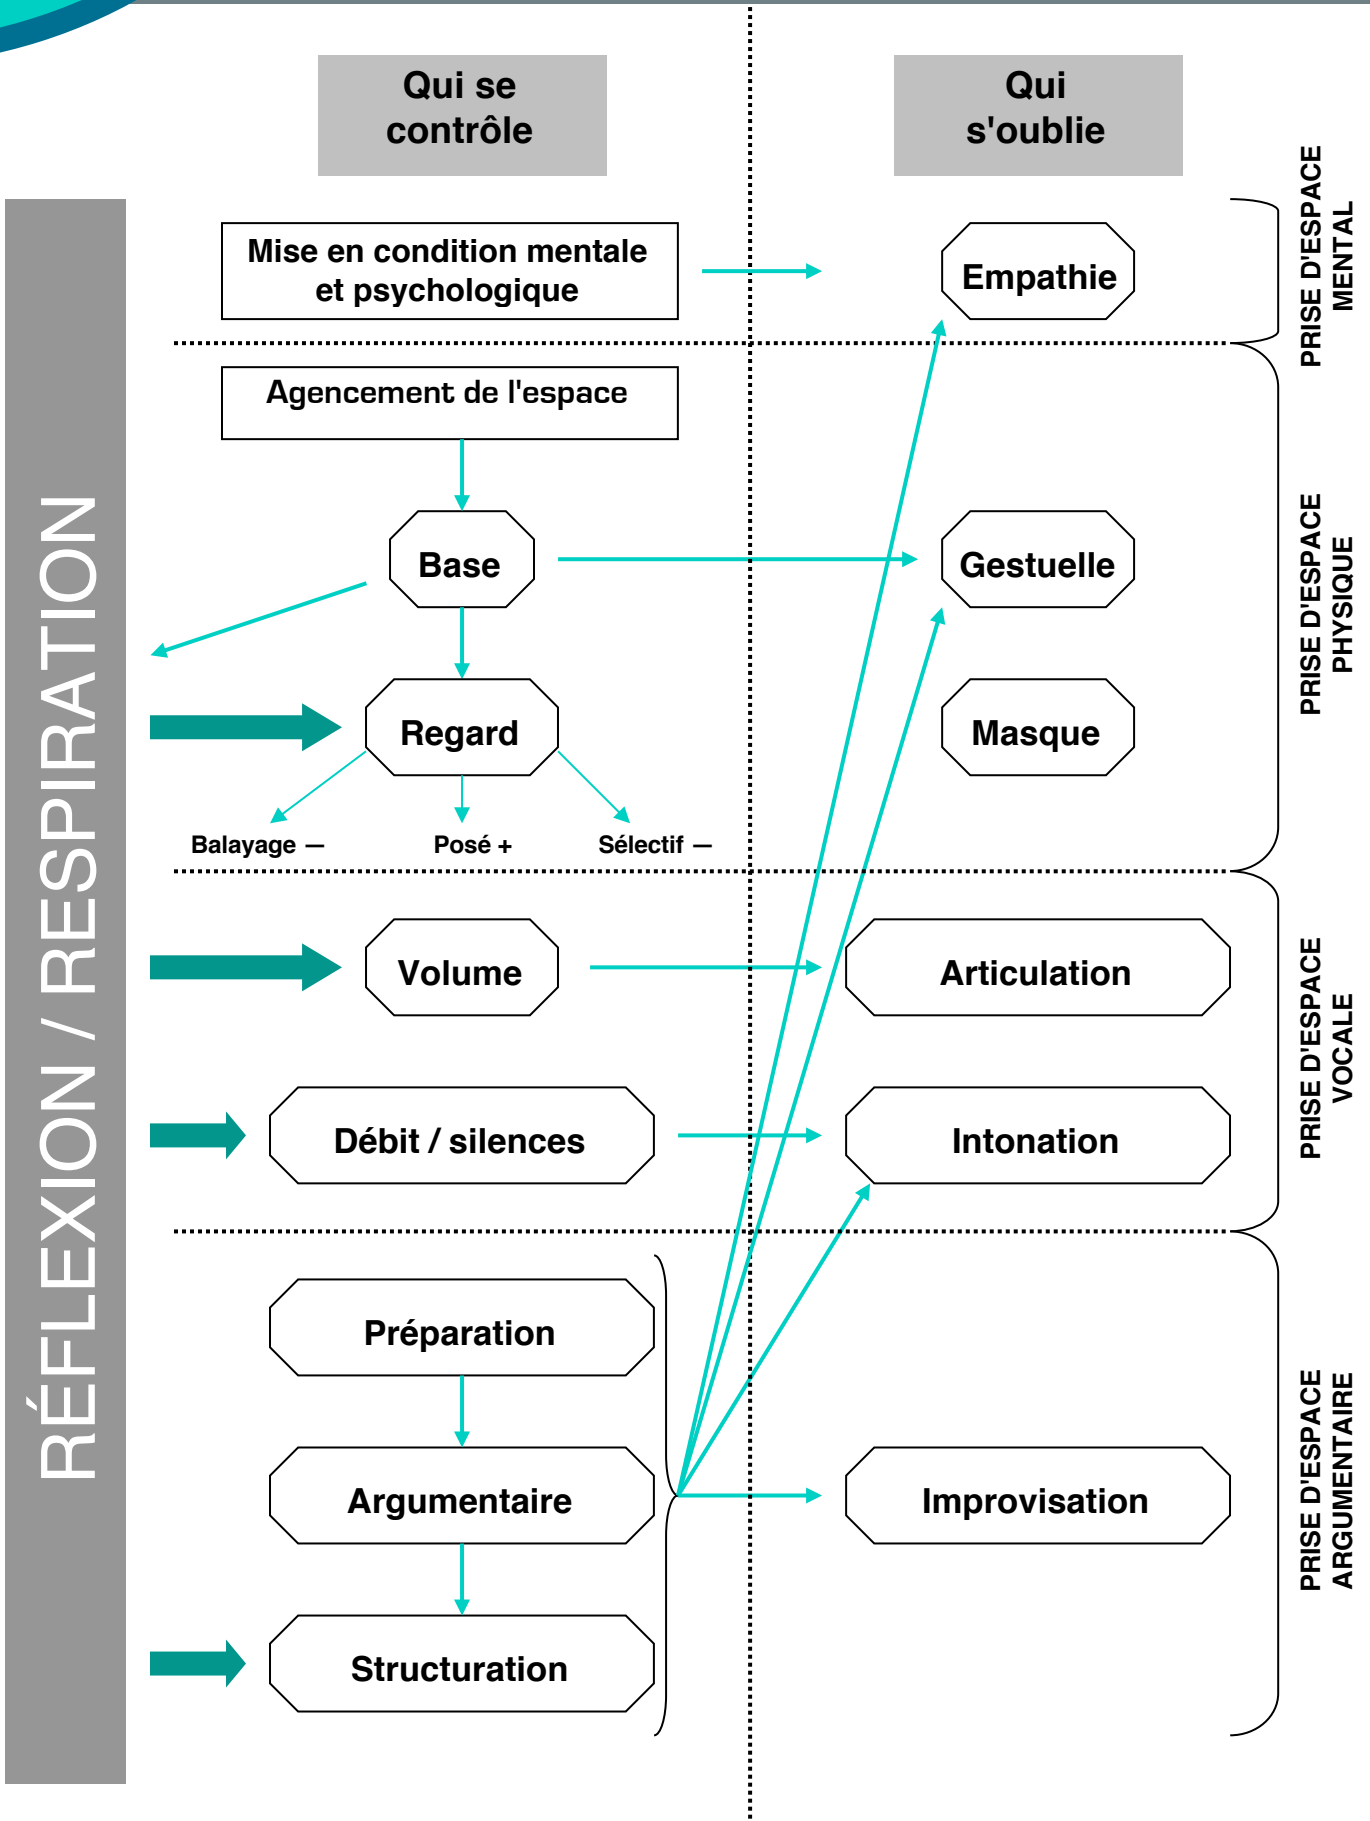 Qui se
contrôle
Qui
s'oublie
RÉFLEXION / RESPIRATION
Mise en condition mentale
et psychologique
Empathie
PRISE D'ESPACE
MENTAL
Agencement de l'espace
Base
Gestuelle
Regard
Masque
Balayage –
Posé +
Sélectif –
PRISE D'ESPACE
PHYSIQUE
Volume
Articulation
Débit / silences
Intonation
PRISE D'ESPACE
VOCALE
Préparation
Argumentaire
Improvisation
Structuration
PRISE D'ESPACE
ARGUMENTAIRE